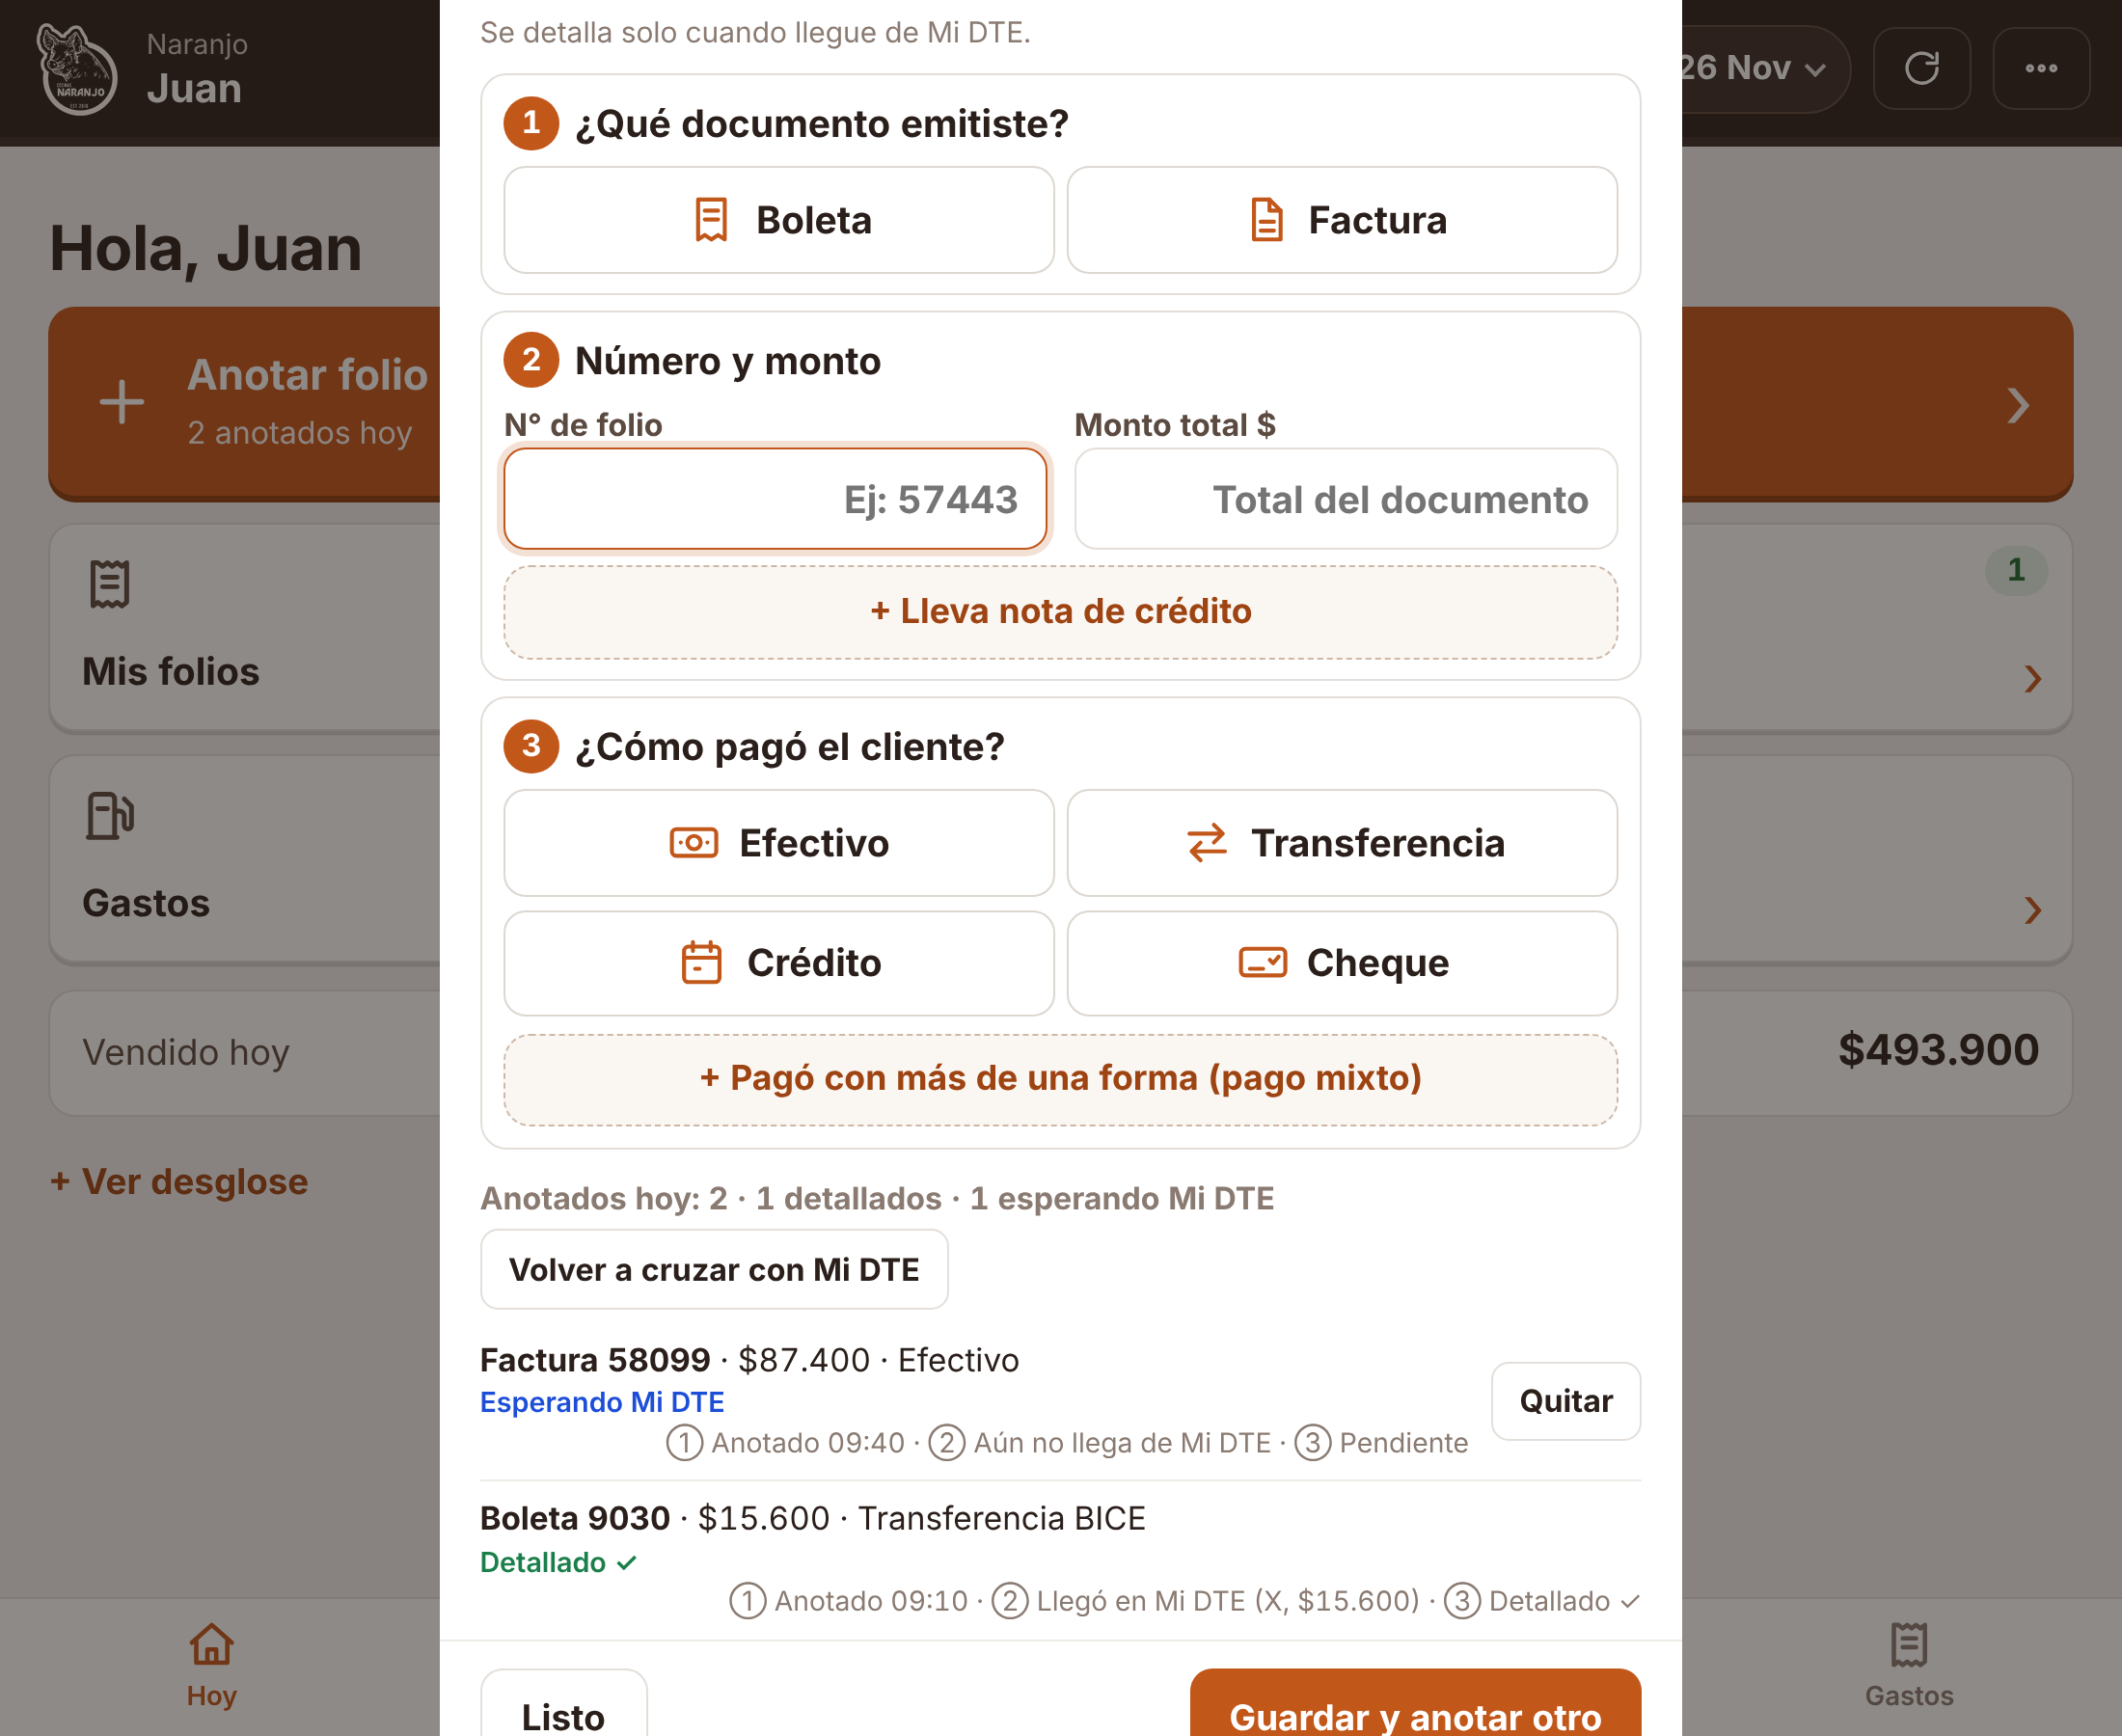 Naranjo
Juan
NARANJO
26 Nov
Hola, Juan
Anotar folio
2 anotados hoy
Mis folios
1
Gastos
Vendido hoy
$493.900
+ Ver desglose
Hoy
Gastos
Se detalla solo cuando llegue de Mi DTE.
1 ¿Qué documento emitiste?
Boleta
Factura
2 Número y monto
N° de folio
Monto total $
Ej: 57443
Total del documento
+ Lleva nota de crédito
3 ¿Cómo pagó el cliente?
Efectivo
Transferencia
Crédito
Cheque
+ Pagó con más de una forma (pago mixto)
Anotados hoy: 2 · 1 detallados · 1 esperando Mi DTE
Volver a cruzar con Mi DTE
Factura 58099 · $87.400 · Efectivo
Esperando Mi DTE
① Anotado 09:40 · ② Aún no llega de Mi DTE · ③ Pendiente
Quitar
Boleta 9030 · $15.600 · Transferencia BICE
Detallado ✓
① Anotado 09:10 · ② Llegó en Mi DTE (X, $15.600) · ③ Detallado ✓
Listo
Guardar y anotar otro